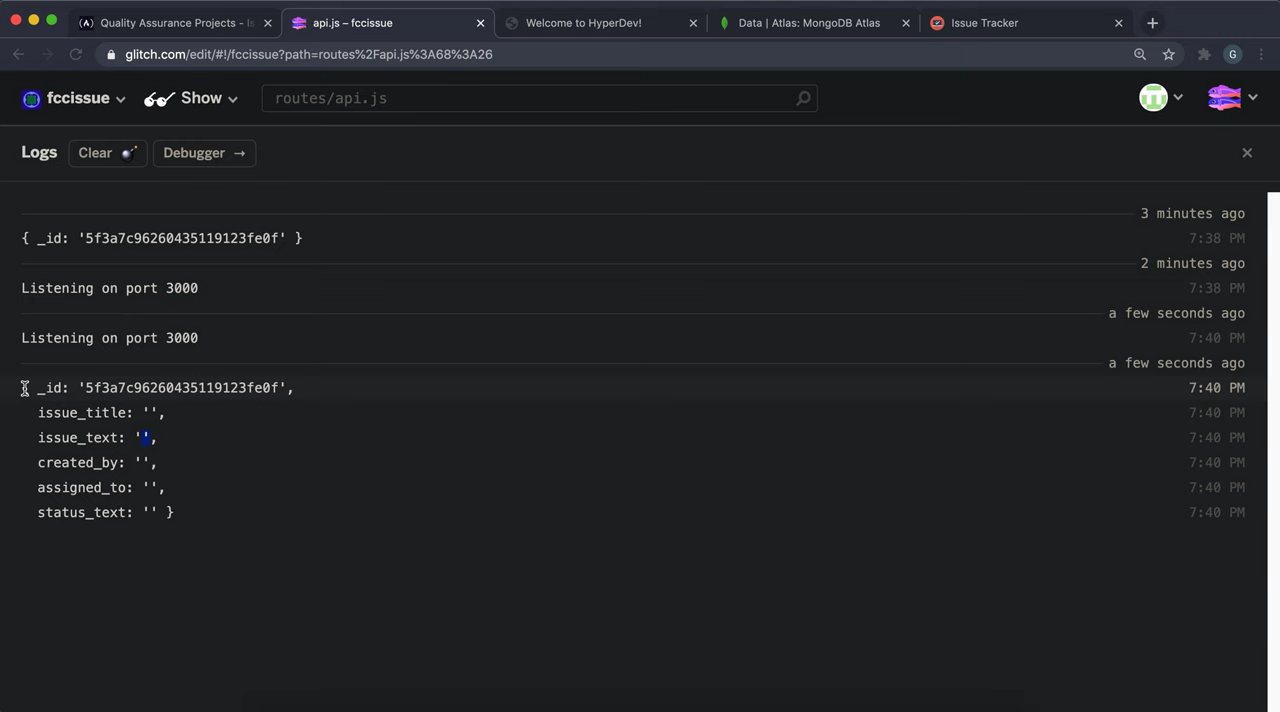 Quality Assurance Projects - Is
api.js – fccissue
Welcome to HyperDev!
Data | Atlas: MongoDB Atlas
Issue Tracker
glitch.com/edit/#!/fccissue?path=routes%2Fapi.js%3A68%3A26
G
fccissue
Show
routes/api.js
Logs
Clear
Debugger →
3 minutes ago
{ _id: '5f3a7c96260435119123fe0f' }
7:38 PM
2 minutes ago
Listening on port 3000
7:38 PM
a few seconds ago
Listening on port 3000
7:40 PM
a few seconds ago
_id: '5f3a7c96260435119123fe0f',
7:40 PM
issue_title: '',
7:40 PM
issue_text: '',
7:40 PM
created_by: '',
7:40 PM
assigned_to: '',
7:40 PM
status_text: '' }
7:40 PM